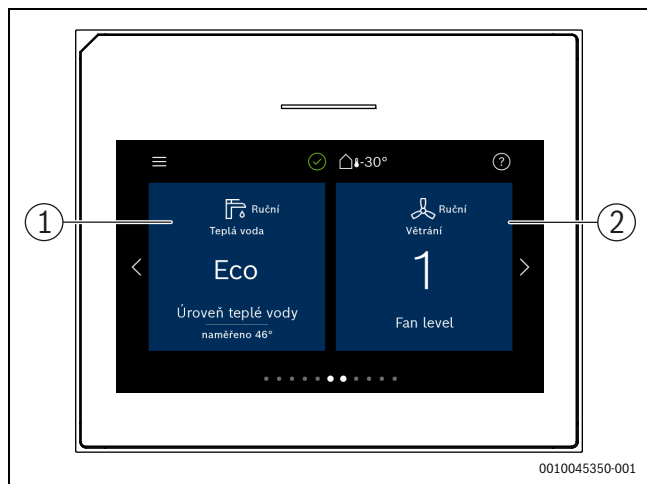 -30°
?
Ruční
Teplá voda
Eco
Úroveň teplé vody
naměřeno 46°
Ruční
Větrání
1
Fan level
1
2
0010045350-001